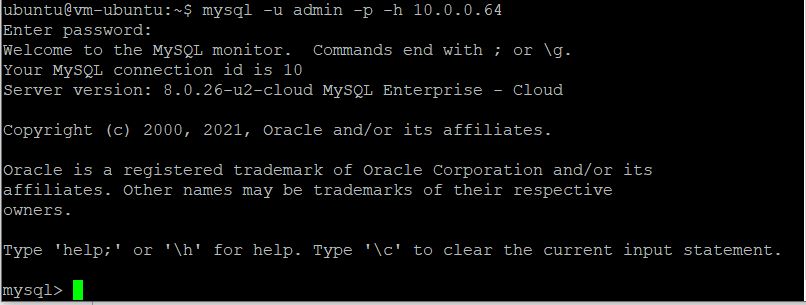 ubuntu@vm-ubuntu:~$ mysql -u admin -p -h 10.0.0.64
Enter password:
Welcome to the MySQL monitor.  Commands end with ; or \g.
Your MySQL connection id is 10
Server version: 8.0.26-u2-cloud MySQL Enterprise - Cloud

Copyright (c) 2000, 2021, Oracle and/or its affiliates.

Oracle is a registered trademark of Oracle Corporation and/or its
affiliates. Other names may be trademarks of their respective
owners.

Type 'help;' or '\h' for help. Type '\c' to clear the current input statement.

mysql>